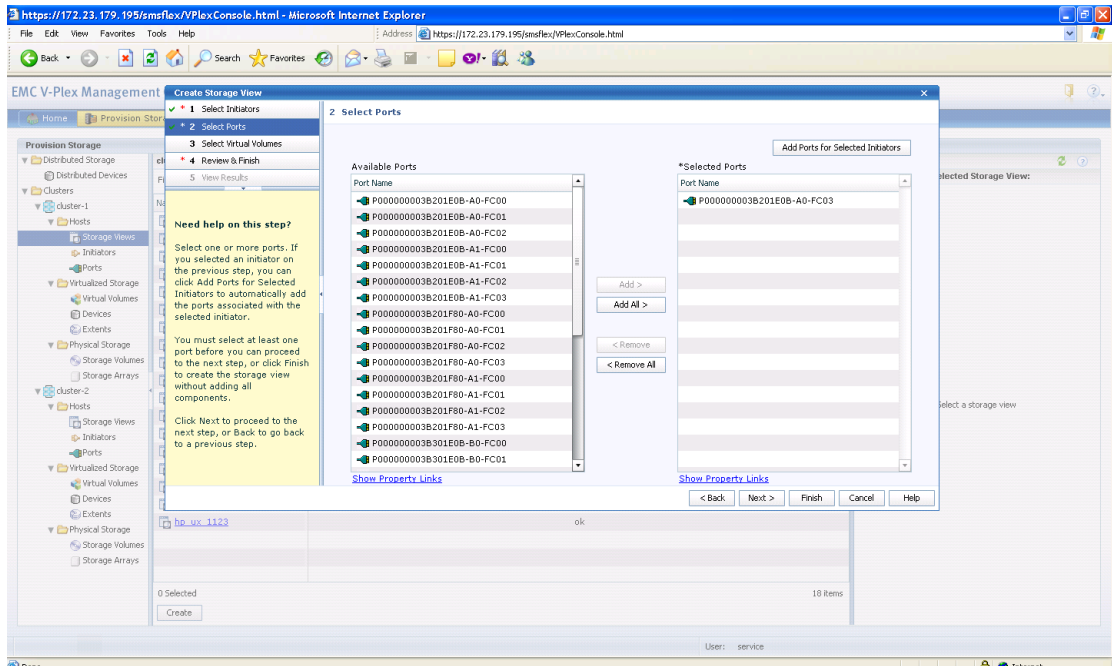 https://172.23.179.195/smsflex/VPlexConsole.html - Microsoft Internet Explorer
File Edit View Favorites Tools Help
Address https://172.23.179.195/smsflex/VPlexConsole.html
Back Search Favorites
EMC V-Plex Management
Home Provision Stor
Provision Storage
Distributed Storage
Distributed Devices
Clusters
cluster-1
Hosts
Storage Views
Initiators
Ports
Virtualized Storage
Virtual Volumes
Devices
Extents
Physical Storage
Storage Volumes
Storage Arrays
cluster-2
Hosts
Storage Views
Initiators
Ports
Virtualized Storage
Virtual Volumes
Devices
Extents
Physical Storage
Storage Volumes
Storage Arrays
Create Storage View
* 1 Select Initiators
* 2 Select Ports
3 Select Virtual Volumes
* 4 Review & Finish
5 View Results
Need help on this step?
Select one or more ports. If
you selected an initiator on
the previous step, you can
click Add Ports for Selected
Initiators to automatically add
the ports associated with the
selected initiator.
You must select at least one
port before you can proceed
to the next step, or click Finish
to create the storage view
without adding all
components.
Click Next to proceed to the
next step, or Back to go back
to a previous step.
2 Select Ports
Add Ports for Selected Initiators
Available Ports
Port Name
P000000003B201E0B-A0-FC00
P000000003B201E0B-A0-FC01
P000000003B201E0B-A0-FC02
P000000003B201E0B-A1-FC00
P000000003B201E0B-A1-FC01
P000000003B201E0B-A1-FC02
P000000003B201E0B-A1-FC03
P000000003B201F80-A0-FC00
P000000003B201F80-A0-FC01
P000000003B201F80-A0-FC02
P000000003B201F80-A0-FC03
P000000003B201F80-A1-FC00
P000000003B201F80-A1-FC01
P000000003B201F80-A1-FC02
P000000003B201F80-A1-FC03
P000000003B301E0B-B0-FC00
P000000003B301E0B-B0-FC01
Show Property Links
Add >
Add All >
< Remove
< Remove All
*Selected Ports
Port Name
P000000003B201E0B-A0-FC03
Show Property Links
< Back Next > Finish Cancel Help
elected Storage View:
Select a storage view
hp_ux_1123 ok
0 Selected 18 items
Create
User: service